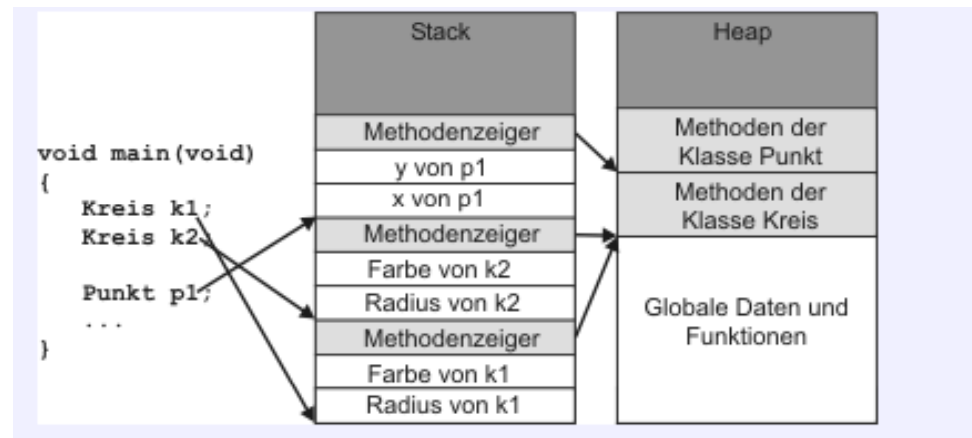 void main(void)
{
Kreis k1;
Kreis k2
Punkt p1;
...
}
Stack
Methodenzeiger
y von p1
x von p1
Methodenzeiger
Farbe von k2
Radius von k2
Methodenzeiger
Farbe von k1
Radius von k1
Heap
Methoden der
Klasse Punkt
Methoden der
Klasse Kreis
Globale Daten und
Funktionen